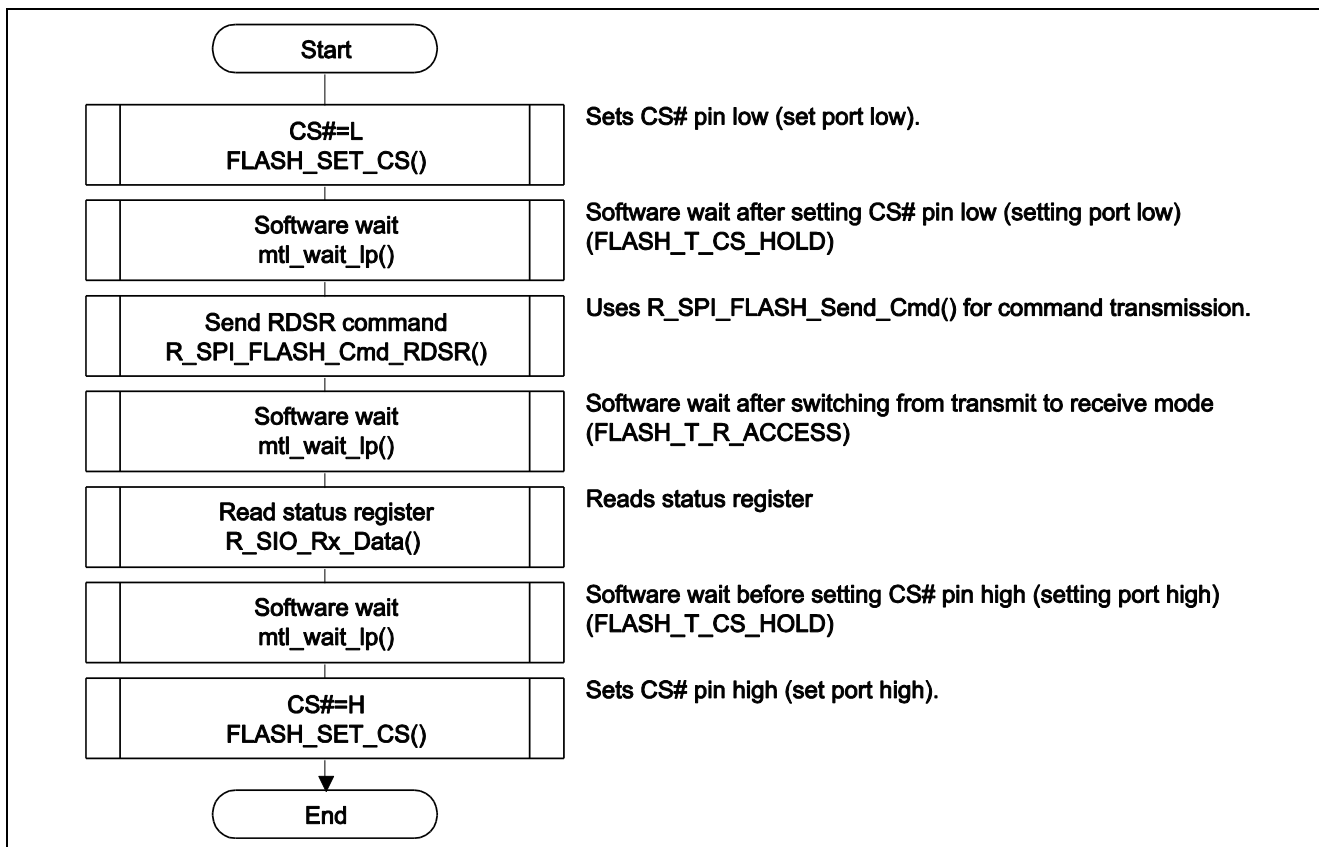 Start
CS#=L
FLASH_SET_CS()
Sets CS# pin low (set port low).
Software wait
mtl_wait_lp()
Software wait after setting CS# pin low (setting port low)
(FLASH_T_CS_HOLD)
Send RDSR command
R_SPI_FLASH_Cmd_RDSR()
Uses R_SPI_FLASH_Send_Cmd() for command transmission.
Software wait
mtl_wait_lp()
Software wait after switching from transmit to receive mode
(FLASH_T_R_ACCESS)
Read status register
R_SIO_Rx_Data()
Reads status register
Software wait
mtl_wait_lp()
Software wait before setting CS# pin high (setting port high)
(FLASH_T_CS_HOLD)
CS#=H
FLASH_SET_CS()
Sets CS# pin high (set port high).
End